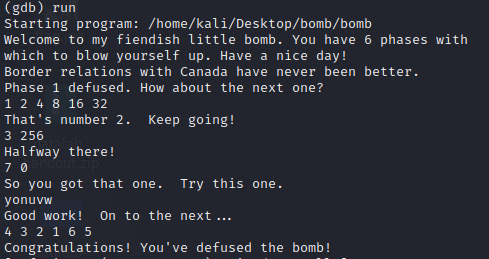 (gdb) run
Starting program: /home/kali/Desktop/bomb/bomb
Welcome to my fiendish little bomb. You have 6 phases with
which to blow yourself up. Have a nice day!
Border relations with Canada have never been better.
Phase 1 defused. How about the next one?
1 2 4 8 16 32
That's number 2.  Keep going!
3 256
Halfway there!
7 0
So you got that one.  Try this one.
yonuvw
Good work!  On to the next...
4 3 2 1 6 5
Congratulations! You've defused the bomb!